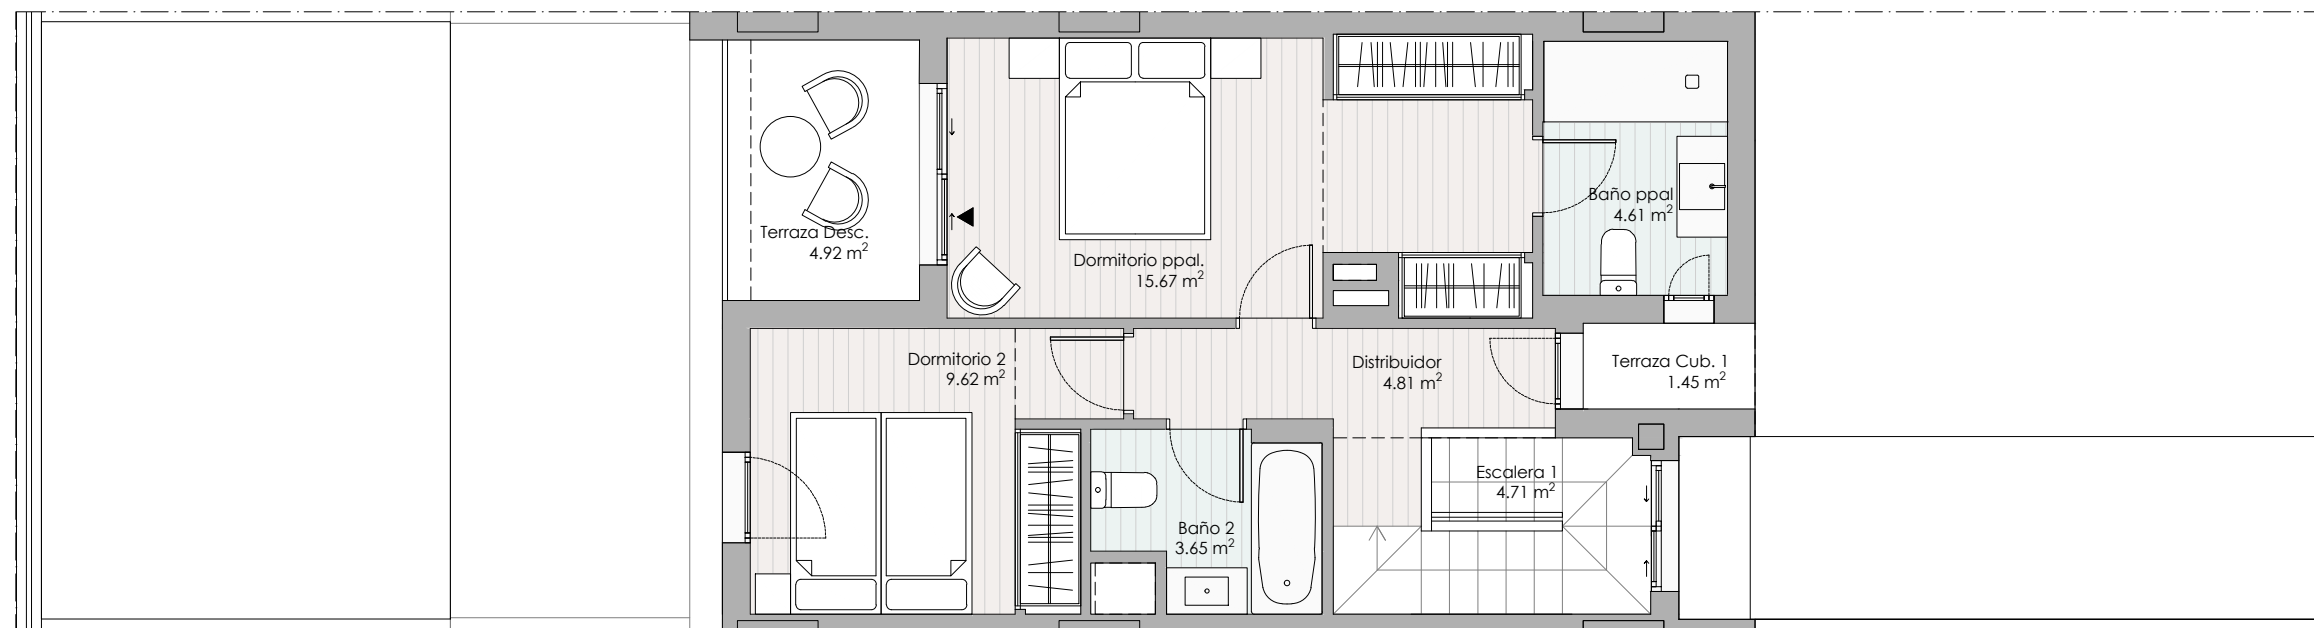 Baño ppal
4.61 m²
Terraza Desc.
4.92 m²
Dormitorio ppal.
15.67 m²
Dormitorio 2
9.62 m²
Distribuidor
4.81 m²
Terraza Cub. 1
1.45 m²
Escalera 1
4.71 m²
Baño 2
3.65 m²